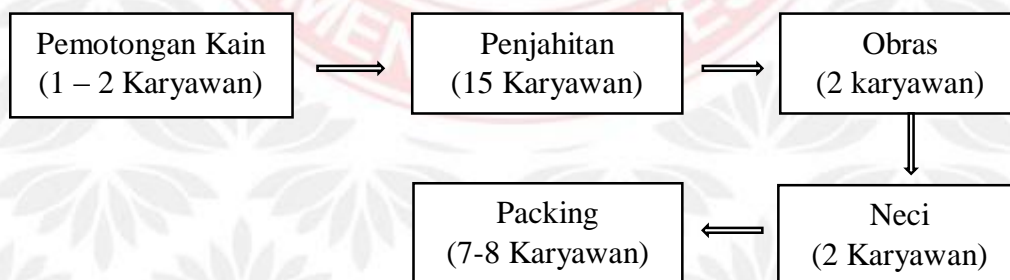 Pemotongan Kain
(1 – 2 Karyawan)
Penjahitan
(15 Karyawan)
Obras
(2 karyawan)
Neci
(2 Karyawan)
Packing
(7-8 Karyawan)